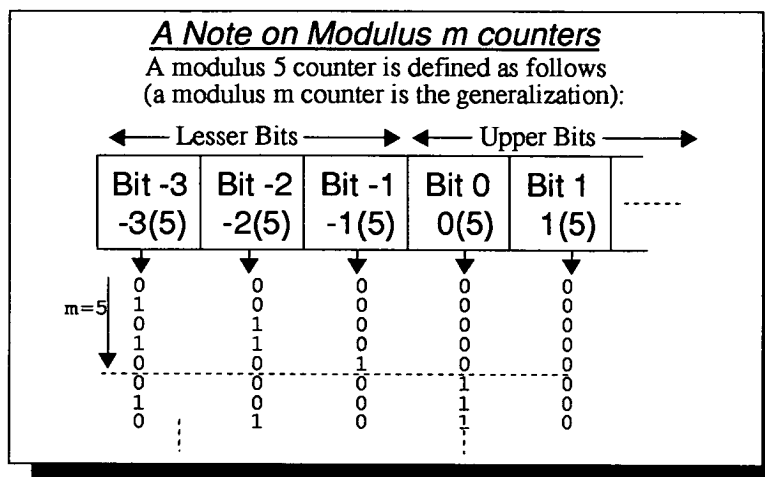 A Note on Modulus m counters
A modulus 5 counter is defined as follows
(a modulus m counter is the generalization):
Lesser Bits Upper Bits
Bit -3 Bit -2 Bit -1 Bit 0 Bit 1
-3(5) -2(5) -1(5) 0(5) 1(5)
0 0 0 0 0
m=5 1 0 0 0 0
0 1 0 0 0
1 1 0 0 0
0 0 1 0 0
0 0 0 1 0
1 0 0 1 0
0 1 0 1 0